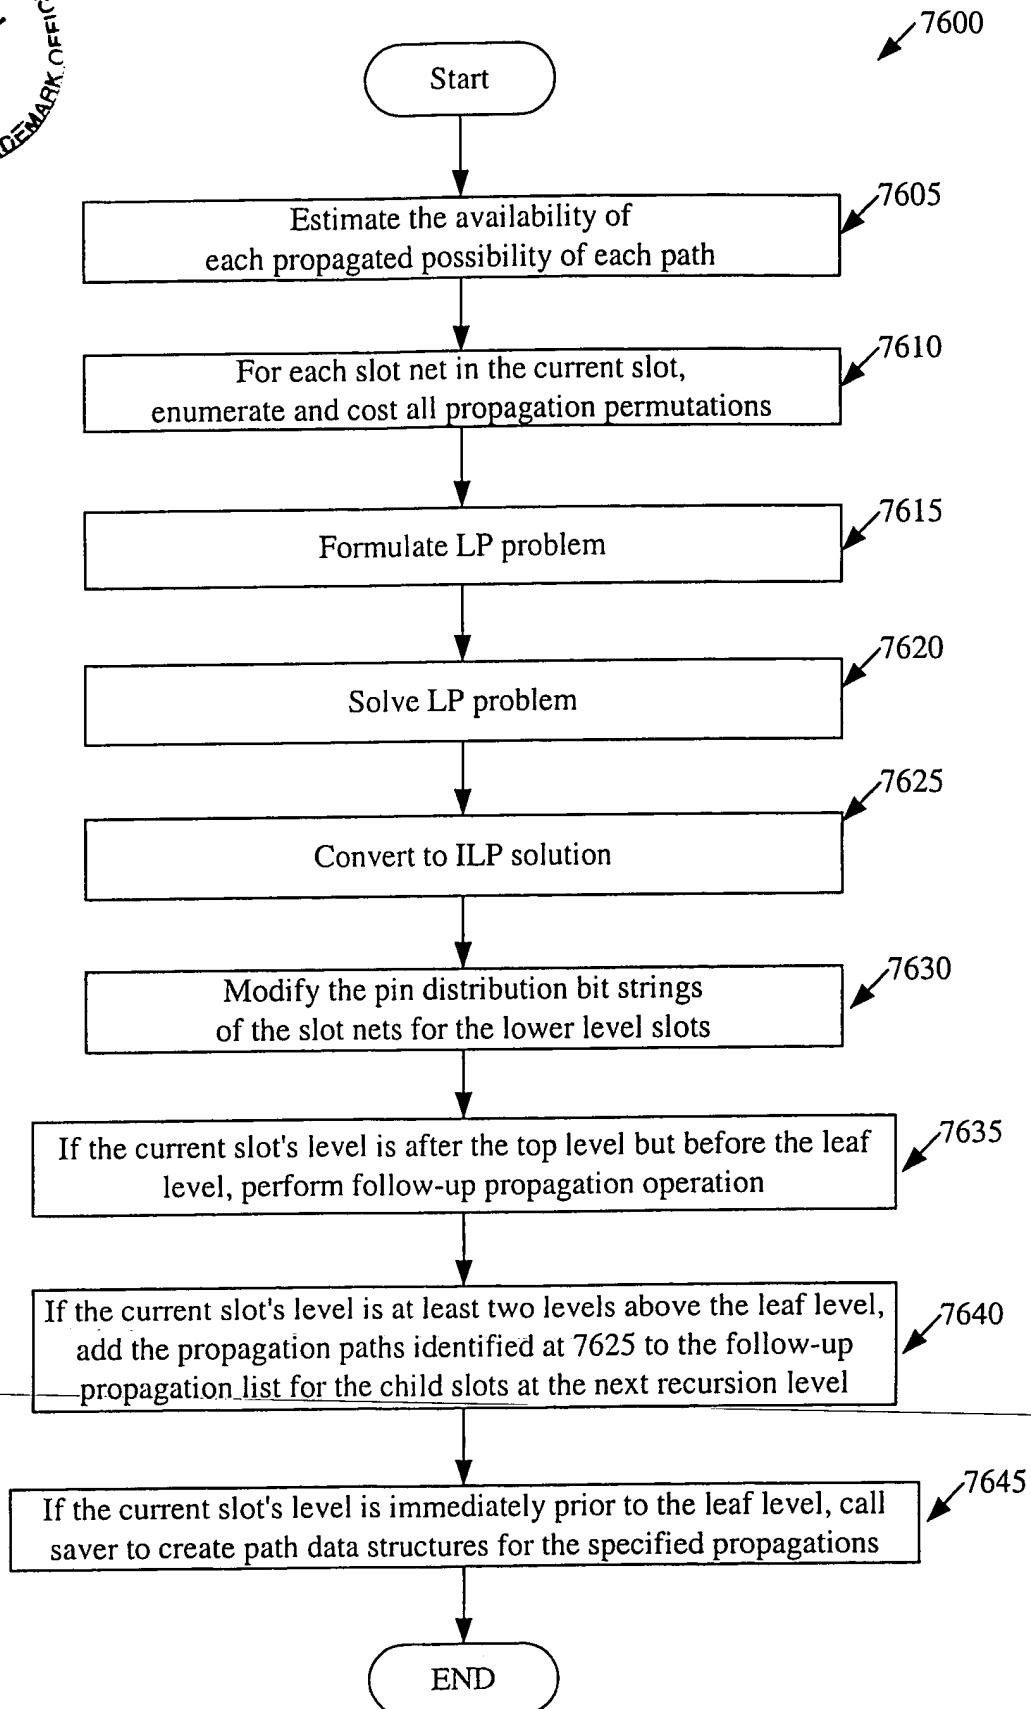 DEMARK OFFIC
7600
Start
7605
Estimate the availability of
each propagated possibility of each path
7610
For each slot net in the current slot,
enumerate and cost all propagation permutations
7615
Formulate LP problem
7620
Solve LP problem
7625
Convert to ILP solution
7630
Modify the pin distribution bit strings
of the slot nets for the lower level slots
7635
If the current slot's level is after the top level but before the leaf
level, perform follow-up propagation operation
7640
If the current slot's level is at least two levels above the leaf level,
add the propagation paths identified at 7625 to the follow-up
propagation list for the child slots at the next recursion level
7645
If the current slot's level is immediately prior to the leaf level, call
saver to create path data structures for the specified propagations
END